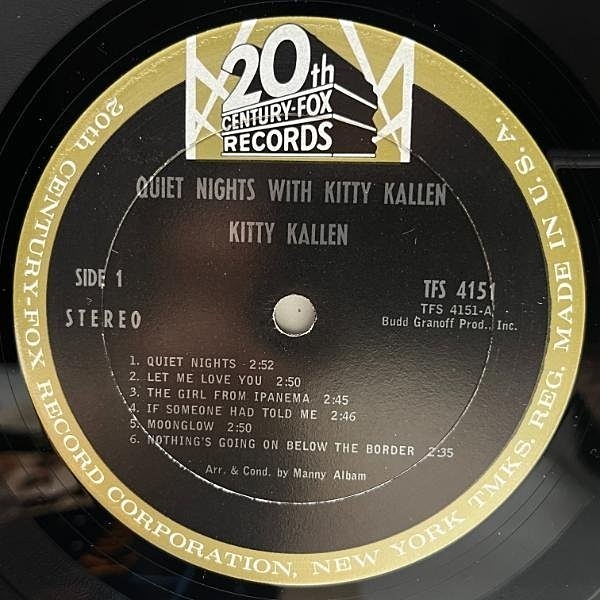 20th
CENTURY-FOX
RECORDS
QUIET NIGHTS WITH KITTY KALLEN
KITTY KALLEN
SIDE 1
STEREO
TFS 4151
TFS 4151-A
Budd Granoff Prod., Inc.
1. QUIET NIGHTS 2:52
2. LET ME LOVE YOU 2:50
3. THE GIRL FROM IPANEMA 2:45
4. IF SOMEONE HAD TOLD ME 2:46
5. MOONGLOW 2:50
6. NOTHING'S GOING ON BELOW THE BORDER 2:35
Arr. & Cond. by Manny Albam
20th CENTURY-FOX RECORD CORPORATION, NEW YORK TMKS. REG. MADE IN U.S.A.